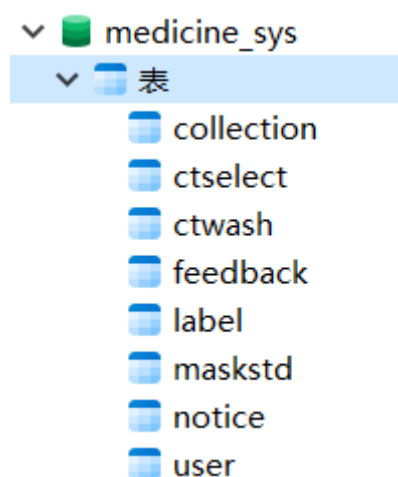 medicine_sys
表
collection
ctselect
ctwash
feedback
label
maskstd
notice
user